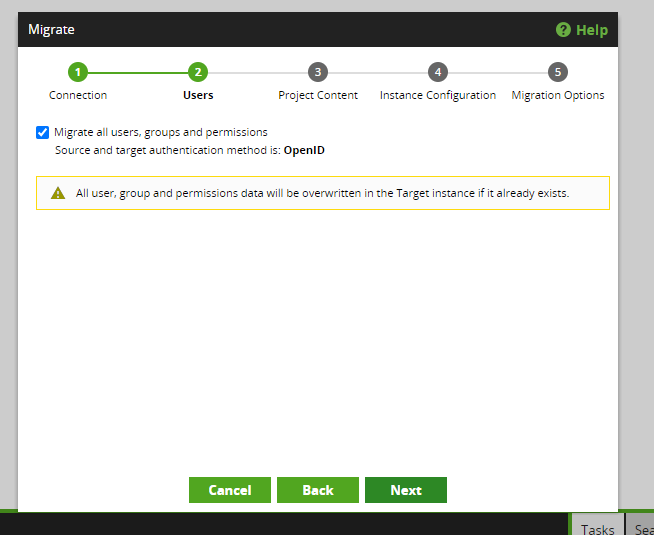 Migrate
? Help
1 2 3 4 5
Connection Users Project Content Instance Configuration Migration Options
Migrate all users, groups and permissions
Source and target authentication method is: OpenID
All user, group and permissions data will be overwritten in the Target instance if it already exists.
Cancel Back Next
Tasks Sea